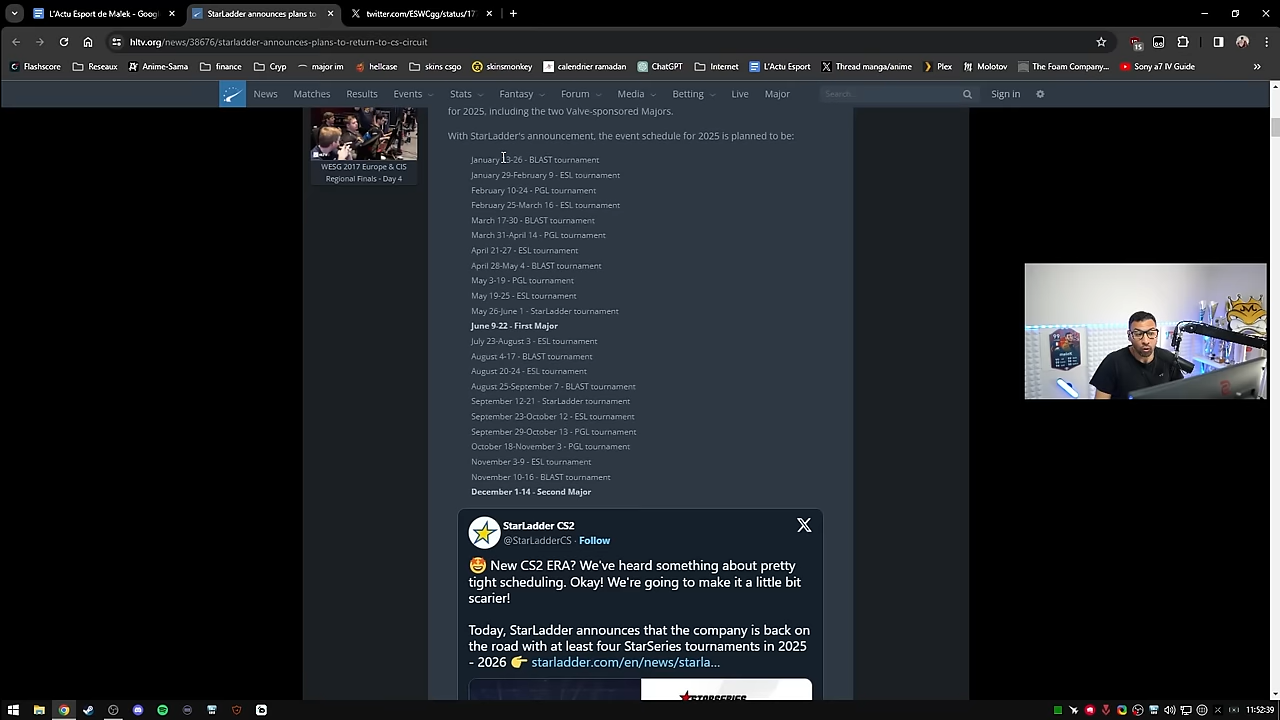 L'Actu Esport de Malek - Googl
StarLadder announces plans to
twitter.com/ESWCgg/status/17
hltv.org/news/38676/starladder-announces-plans-to-return-to-cs-circuit
Flashscore
Reseaux
Anime-Sama
finance
Cryp
major im
hellcase
skins csgo
skinsmonkey
calendrier ramadan
ChatGPT
Internet
L'Actu Esport
Thread manga/anime
Plex
Molotov
The Foam Company...
Sony a7 IV Guide
News
Matches
Results
Events
Stats
Fantasy
Forum
Media
Betting
Live
Major
Search
Sign in
WESG 2017 Europe & CIS
Regional Finals - Day 4
for 2025, including the two Valve-sponsored Majors.
With StarLadder's announcement, the event schedule for 2025 is planned to be:
January 3-26 - BLAST tournament
January 29-February 9 - ESL tournament
February 10-24 - PGL tournament
February 25-March 16 - ESL tournament
March 17-30 - BLAST tournament
March 31-April 14 - PGL tournament
April 21-27 - ESL tournament
April 28-May 4 - BLAST tournament
May 3-19 - PGL tournament
May 19-25 - ESL tournament
May 26-June 1 - StarLadder tournament
June 9-22 - First Major
July 23-August 3 - ESL tournament
August 4-17 - BLAST tournament
August 20-24 - ESL tournament
August 25-September 7 - BLAST tournament
September 12-21 - StarLadder tournament
September 23-October 12 - ESL tournament
September 29-October 13 - PGL tournament
October 18-November 3 - PGL tournament
November 3-9 - ESL tournament
November 10-16 - BLAST tournament
December 1-14 - Second Major
StarLadder CS2
@StarLadderCS · Follow
🤩 New CS2 ERA? We've heard something about pretty
tight scheduling. Okay! We're going to make it a little bit
scarier!
Today, StarLadder announces that the company is back on
the road with at least four StarSeries tournaments in 2025
- 2026 👉 starladder.com/en/news/starla...
STARSERIES
11:52:39